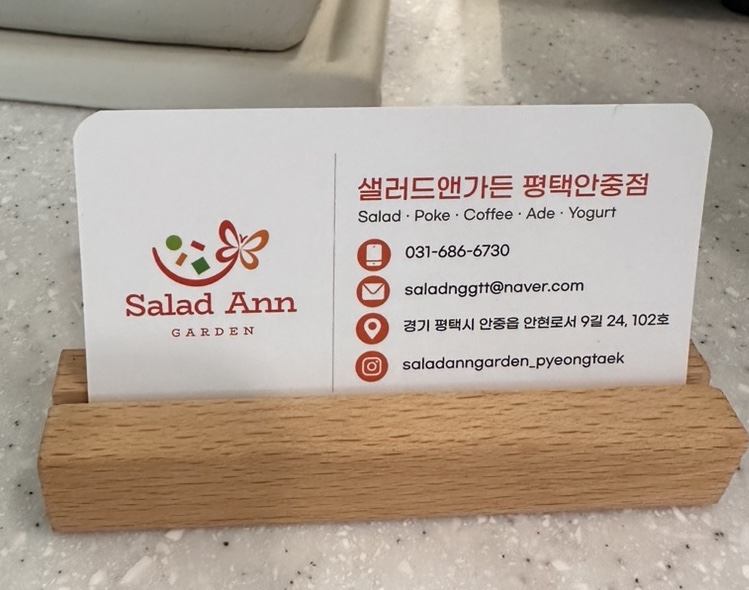 Salad Ann
GARDEN
샐러드앤가든 평택안중점
Salad · Poke · Coffee · Ade · Yogurt
031-686-6730
saladnggtt@naver.com
경기 평택시 안중읍 안현로서 9길 24, 102호
saladanngarden_pyeongtaek